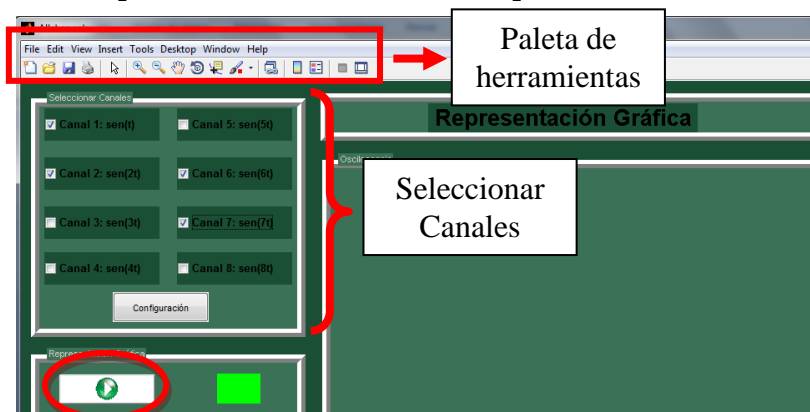 Paleta de
herramientas
File Edit View Insert Tools Desktop Window Help
Seleccionar Canales
Canal 1: sen(t)
Canal 5: sen(5t)
Canal 2: sen(2t)
Canal 6: sen(6t)
Canal 3: sen(3t)
Canal 7: sen(7t)
Canal 4: sen(4t)
Canal 8: sen(8t)
Configuración
Representación Gráfica
Seleccionar
Canales